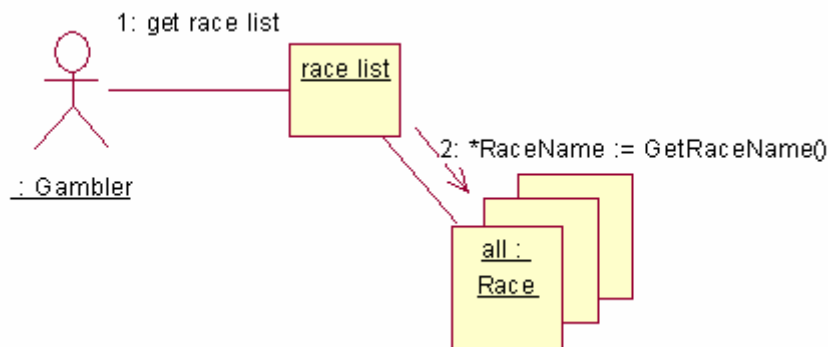 1: get race list
race list
2: *RaceName := GetRaceName()
_: Gambler
all :
Race